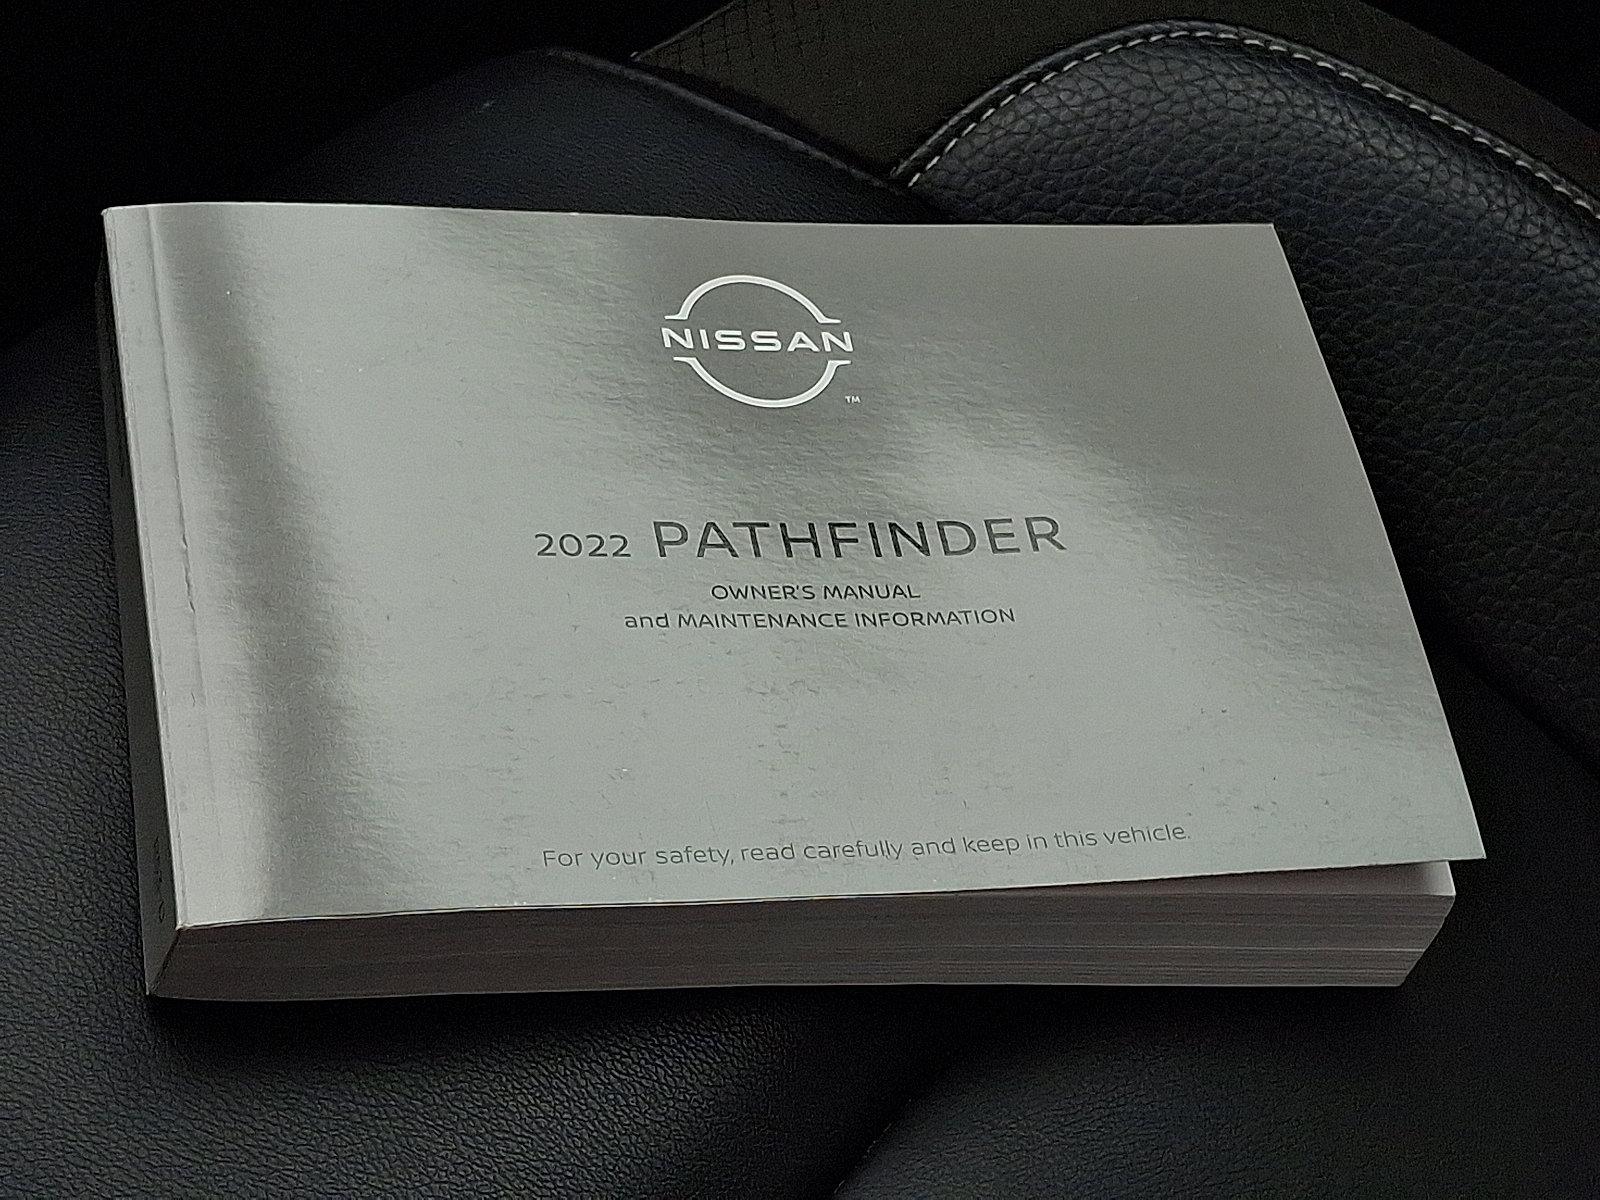 NISSAN
TM
2022 PATHFINDER
OWNER'S MANUAL
and MAINTENANCE INFORMATION
For your safety, read carefully and keep in this vehicle.